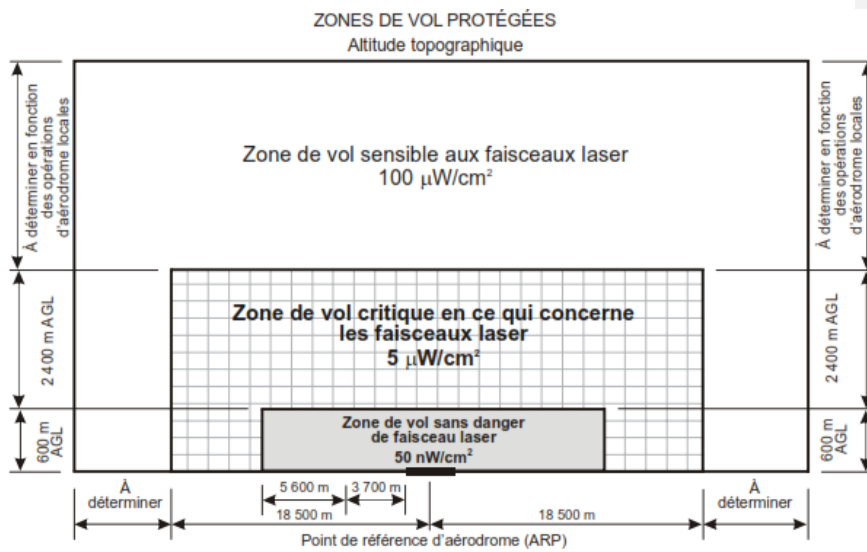 ZONES DE VOL PROTÉGÉES
Altitude topographique
À déterminer en fonction
des opérations
d'aérodrome locales
À déterminer en fonction
des opérations
d'aérodrome locales
Zone de vol sensible aux faisceaux laser
100 μW/cm²
2 400 m AGL
2 400 m AGL
Zone de vol critique en ce qui concerne
les faisceaux laser
5 μW/cm²
600 m
AGL
600 m
AGL
Zone de vol sans danger
de faisceau laser
50 nW/cm²
À
déterminer
5 600 m
3 700 m
À
déterminer
18 500 m
18 500 m
Point de référence d'aérodrome (ARP)